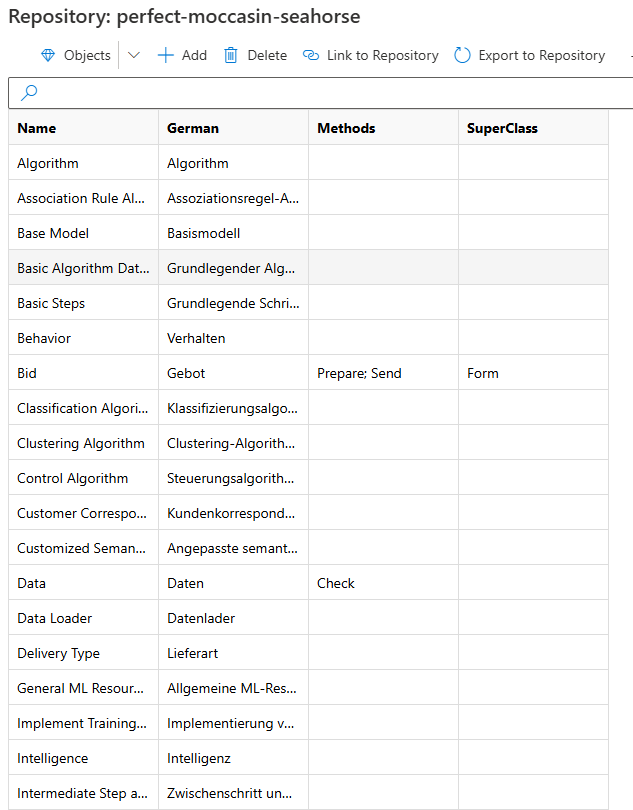 Repository: perfect-moccasin-seahorse
Objects Add Delete Link to Repository Export to Repository
Name German Methods SuperClass
Algorithm Algorithm
Association Rule Al... Assoziationsregel-A...
Base Model Basismodell
Basic Algorithm Dat... Grundlegender Alg...
Basic Steps Grundlegende Schri...
Behavior Verhalten
Bid Gebot Prepare; Send Form
Classification Algori... Klassifizierungsalgo...
Clustering Algorithm Clustering-Algorith...
Control Algorithm Steuerungsalgorith...
Customer Correspo... Kundenkorrespond...
Customized Seman... Angepasste semant...
Data Daten Check
Data Loader Datenlader
Delivery Type Lieferart
General ML Resour... Allgemeine ML-Res...
Implement Training... Implementierung v...
Intelligence Intelligenz
Intermediate Step a... Zwischenschritt un...